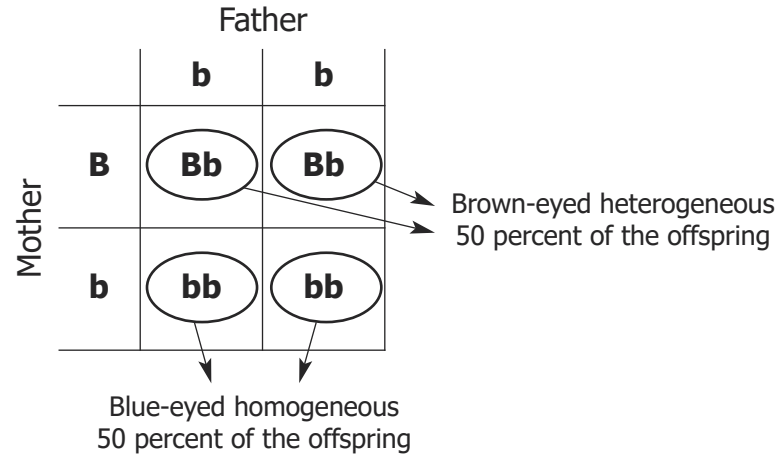 Father
b b
B Bb Bb
Brown-eyed heterogeneous
50 percent of the offspring
Mother
b bb bb
Blue-eyed homogeneous
50 percent of the offspring